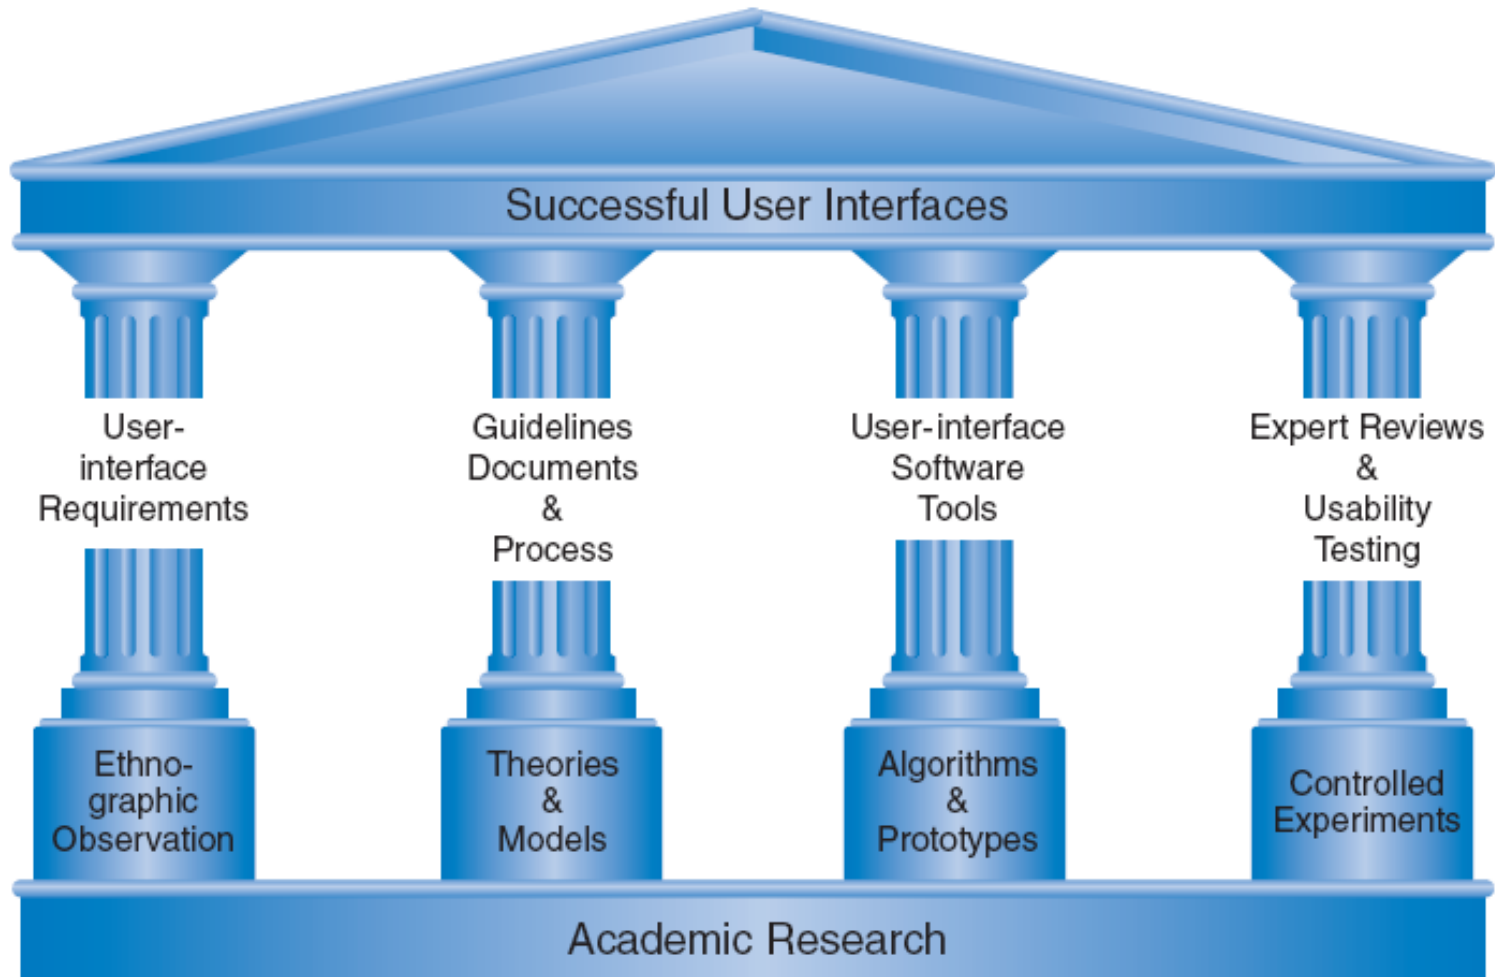 Successful User Interfaces
User-
interface
Requirements
Guidelines
Documents
&
Process
User-interface
Software
Tools
Expert Reviews
&
Usability
Testing
Ethno-
graphic
Observation
Theories
&
Models
Algorithms
&
Prototypes
Controlled
Experiments
Academic Research